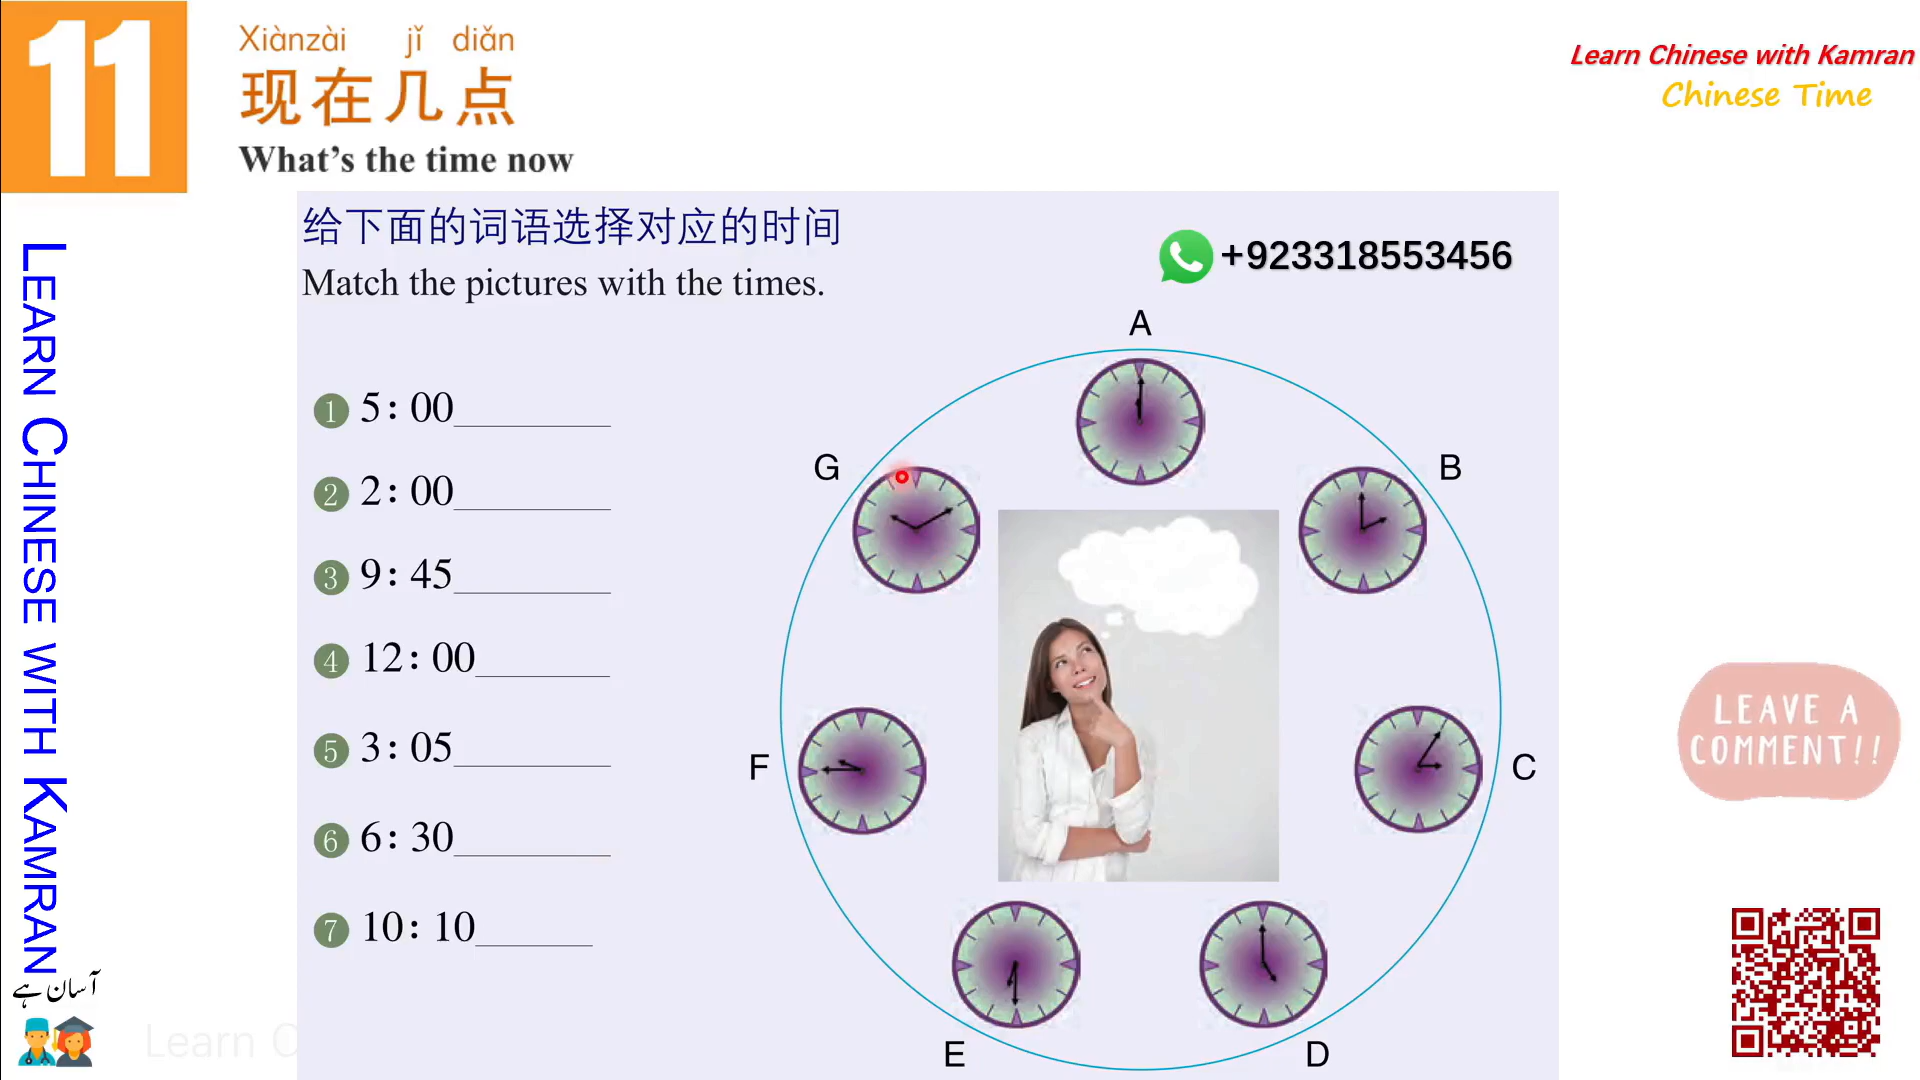 11
Xiànzài jǐ diǎn
现在几点
What's the time now
Learn Chinese with Kamran
Chinese Time
LEARN CHINESE WITH KAMRAN
آسان ہے
给下面的词语选择对应的时间
Match the pictures with the times.
+923318553456
1 5:00
2 2:00
3 9:45
4 12:00
5 3:05
6 6:30
7 10:10
A
B
C
D
E
F
G
LEAVE A
COMMENT!!
Learn C